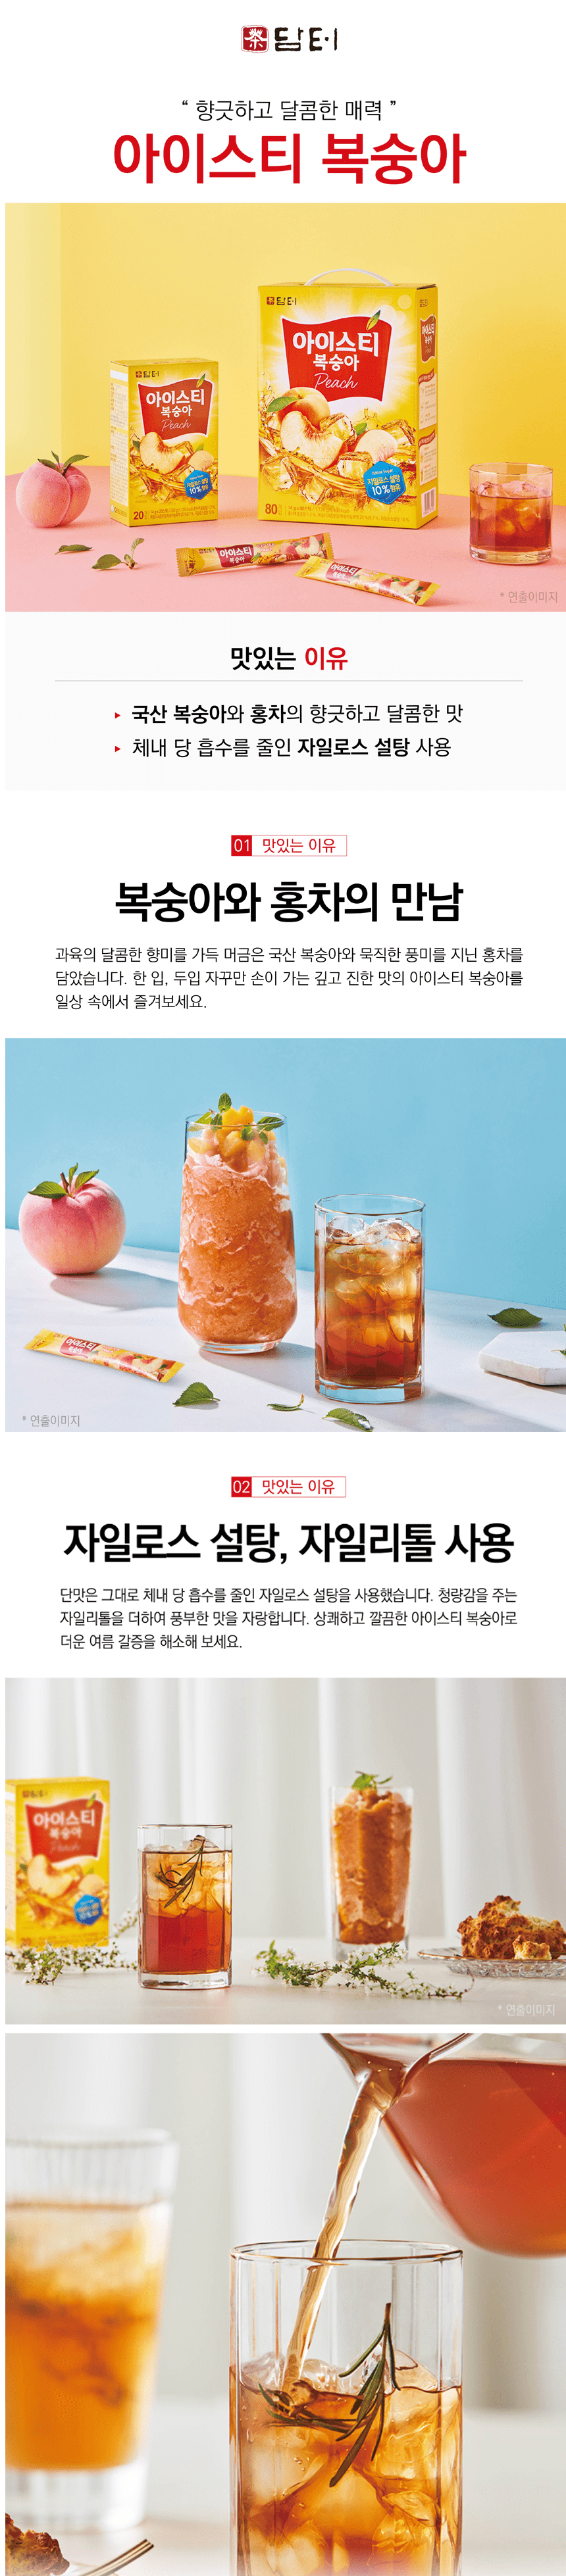 茶 담터
“ 향긋하고 달콤한 매력 ”
아이스티 복숭아
담터
아이스티
복숭아
Peach
자일로스 설탕
10% 함유
20
담터
아이스티
복숭아
Peach
자일로스 설탕
10% 함유
80
아이스티
복숭아
아이스티
복숭아
* 연출이미지
맛있는 이유
▸ 국산 복숭아와 홍차의 향긋하고 달콤한 맛
▸ 체내 당 흡수를 줄인 자일로스 설탕 사용
01 맛있는 이유
복숭아와 홍차의 만남
과육의 달콤한 향미를 가득 머금은 국산 복숭아와 묵직한 풍미를 지닌 홍차를
담았습니다. 한 입, 두입 자꾸만 손이 가는 깊고 진한 맛의 아이스티 복숭아를
일상 속에서 즐겨보세요.
아이스티
복숭아
* 연출이미지
02 맛있는 이유
자일로스 설탕, 자일리톨 사용
단맛은 그대로 체내 당 흡수를 줄인 자일로스 설탕을 사용했습니다. 청량감을 주는
자일리톨을 더하여 풍부한 맛을 자랑합니다. 상쾌하고 깔끔한 아이스티 복숭아로
더운 여름 갈증을 해소해 보세요.
아이스티
복숭아
Peach
* 연출이미지